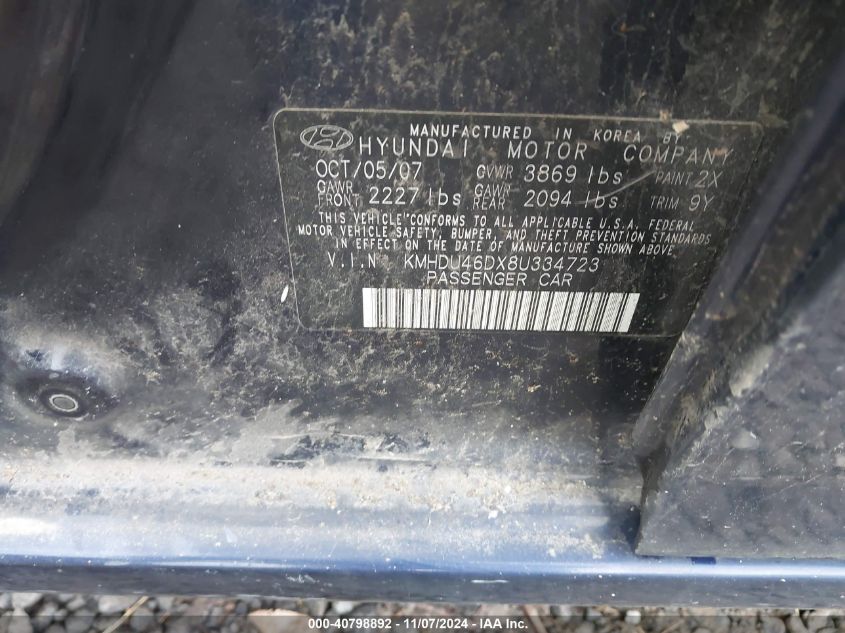 MANUFACTURED IN KOREA BY
HYUNDAI MOTOR COMPANY
OCT/05/07 GVWR 3869 lbs PAINT 2X
GAWR FRONT 2227 lbs GAWR REAR 2094 lbs TRIM 9Y
THIS VEHICLE CONFORMS TO ALL APPLICABLE U.S.A. FEDERAL
MOTOR VEHICLE SAFETY, BUMPER, AND THEFT PREVENTION STANDARDS
IN EFFECT ON THE DATE OF MANUFACTURE SHOWN ABOVE.
V.I.N KMHDU46DX8U334723
PASSENGER CAR
000-40798892 - 11/07/2024 - IAAI.